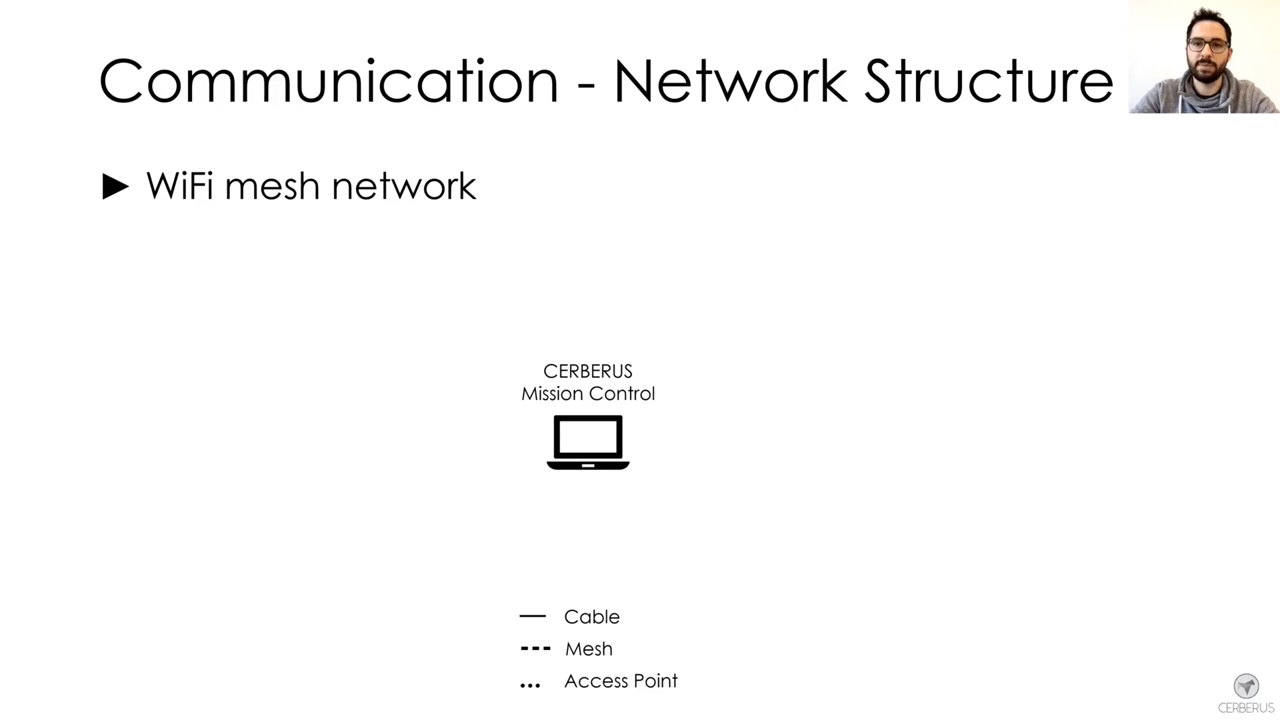 Communication - Network Structure
► WiFi mesh network
CERBERUS
Mission Control
Cable
Mesh
Access Point
CERBERUS